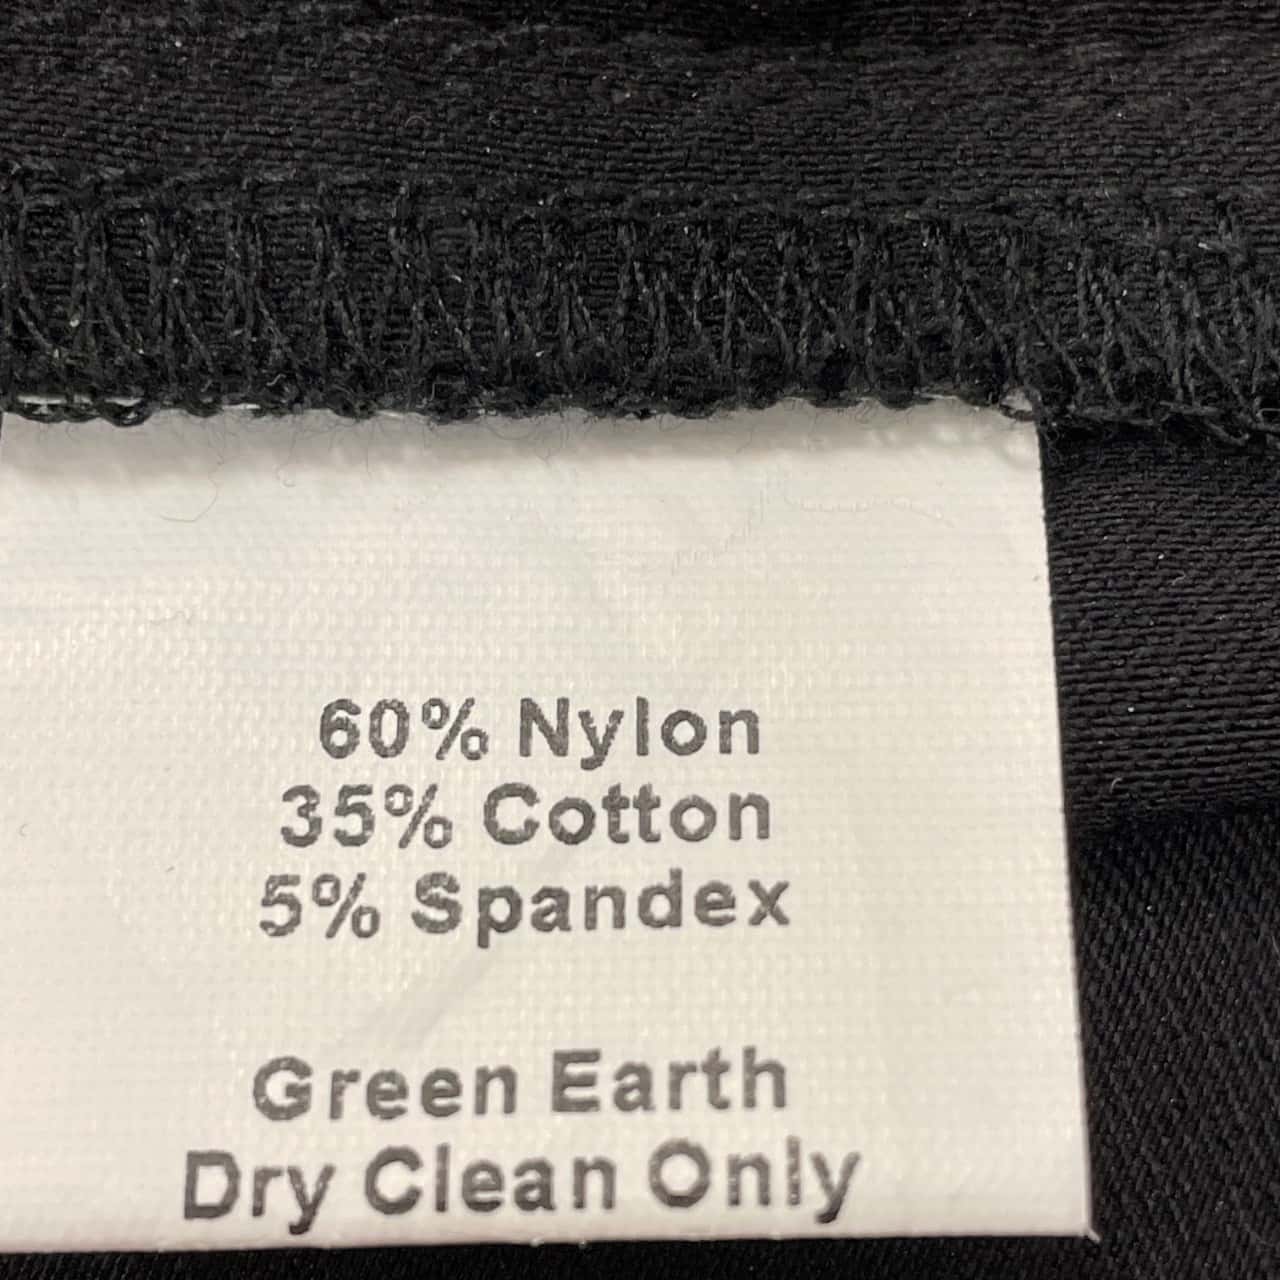 60% Nylon
35% Cotton
5% Spandex
Green Earth
Dry Clean Only